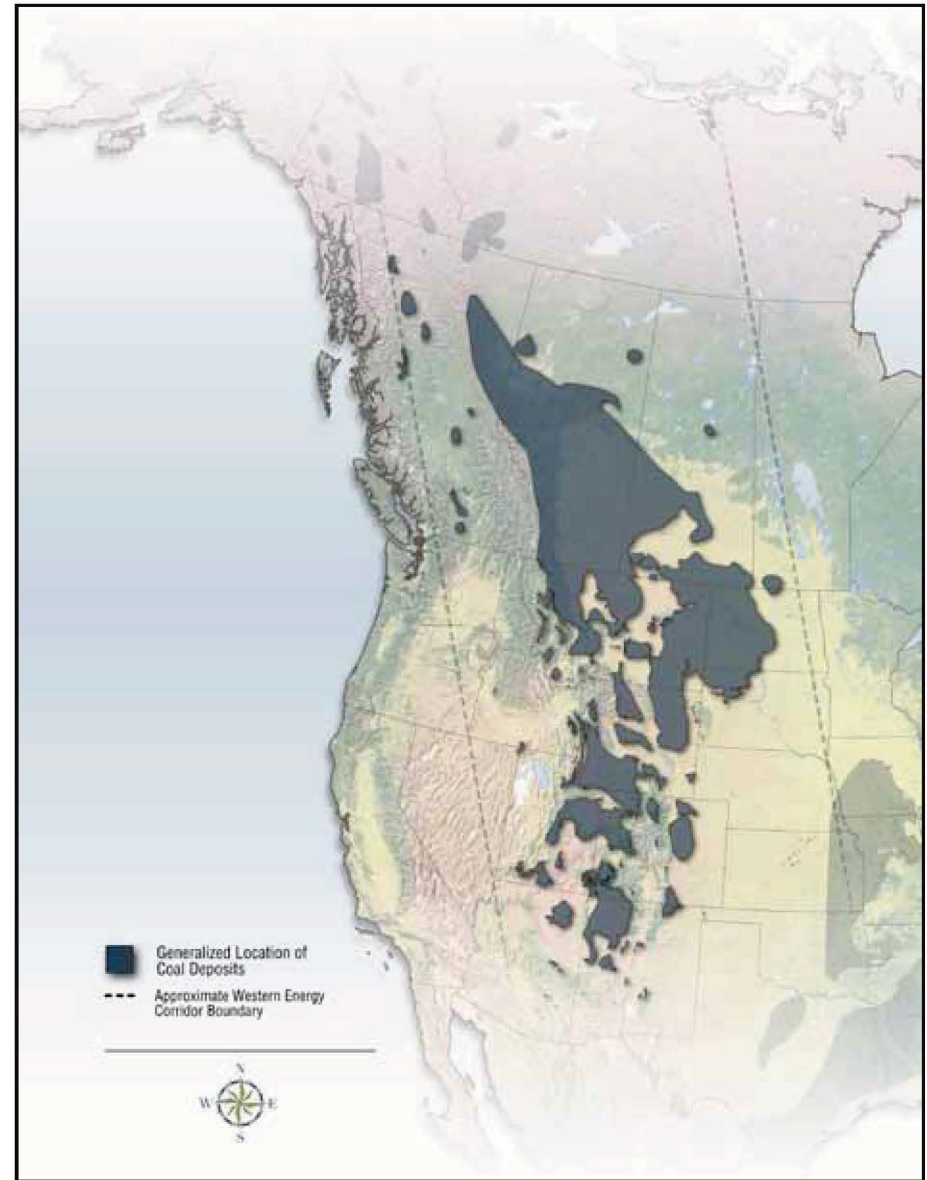 Generalized Location of
Coal Deposits
Approximate Western Energy
Corridor Boundary
N
W E
S